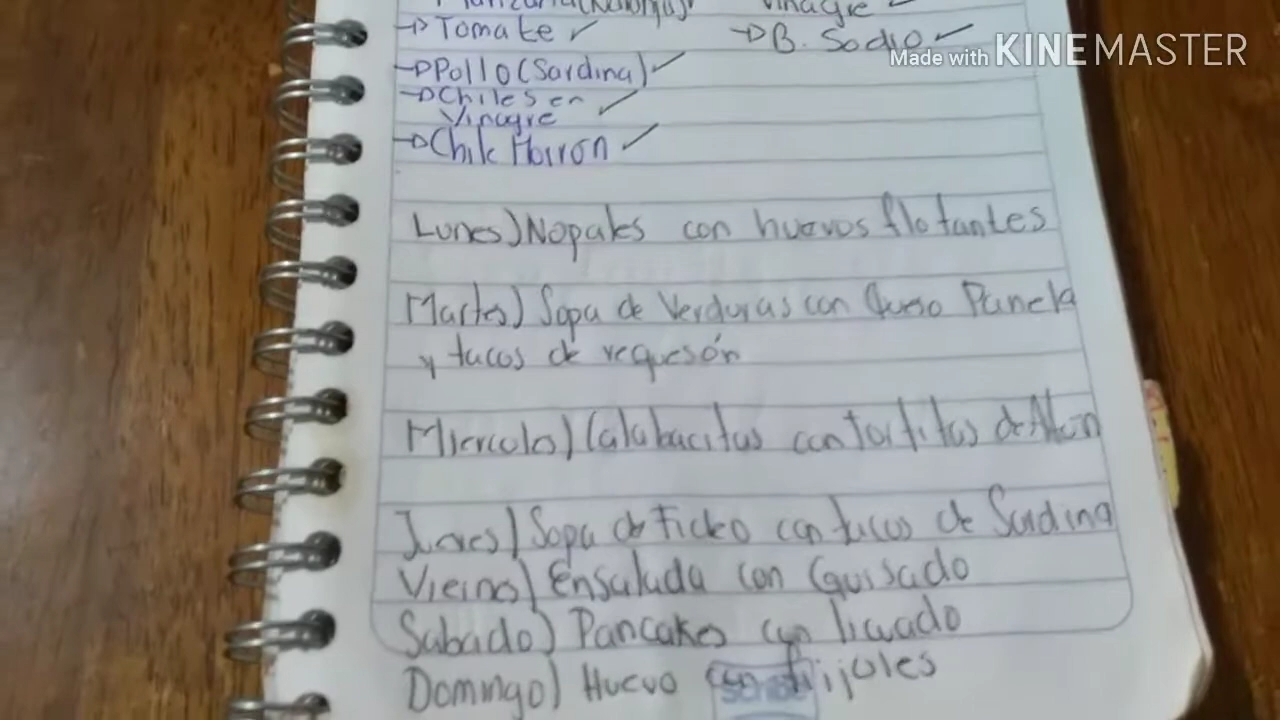 Vinagre
→Tomate
→B. Sodio
Made with KINEMASTER
→Pollo (Sardina)
→Chiles en
Vinagre
→Chile Morron
Lunes) Nopales con huevos flotantes
Martes) Sopa de Verduras con Queso Panela
y tacos de requesón
Miercoles) Calabacitas con tortitas de Atun
Jueves) Sopa de Fideo con tacos de Sardina
Viernes) Ensalada con Guisado
Sabado) Pancakes con licuado
Domingo) Huevo con frijoles